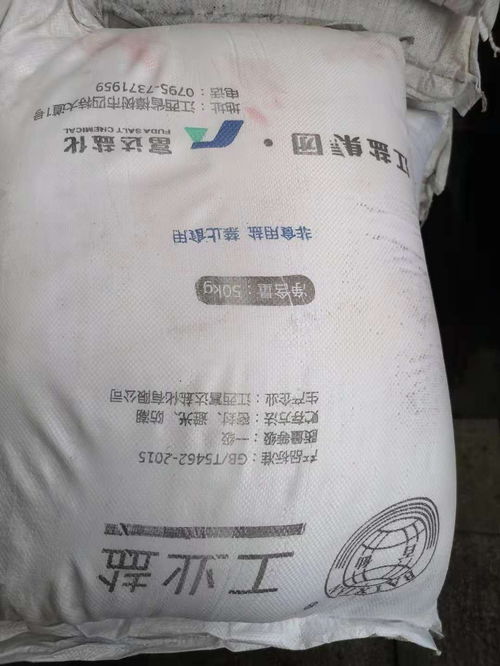 工业盐
产品标准：GB/T5462-2015
质量等级：一级
贮存方法：密封、避光、防潮
生产企业：江西富达盐化有限公司
净含量：50kg
非食用盐 禁止食用
江盐集团·富达盐化
FUDA SALT CHEMICAL
地址：江西省樟树市四特大道1号
电话：0795-7371959